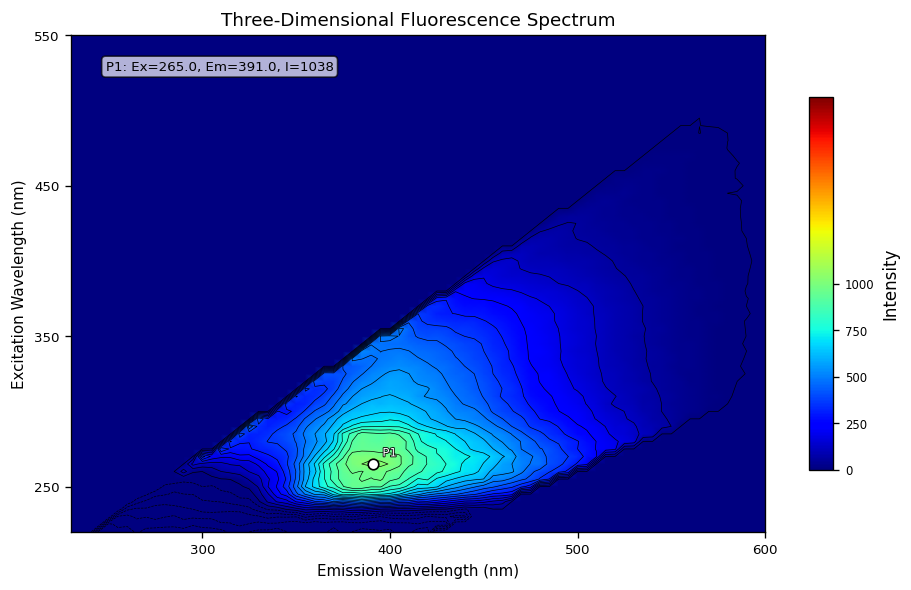 Three-Dimensional Fluorescence Spectrum
P1: Ex=265.0, Em=391.0, I=1038
P1
550
450
350
250
Excitation Wavelength (nm)
300
400
500
600
Emission Wavelength (nm)
1000
750
500
250
0
Intensity